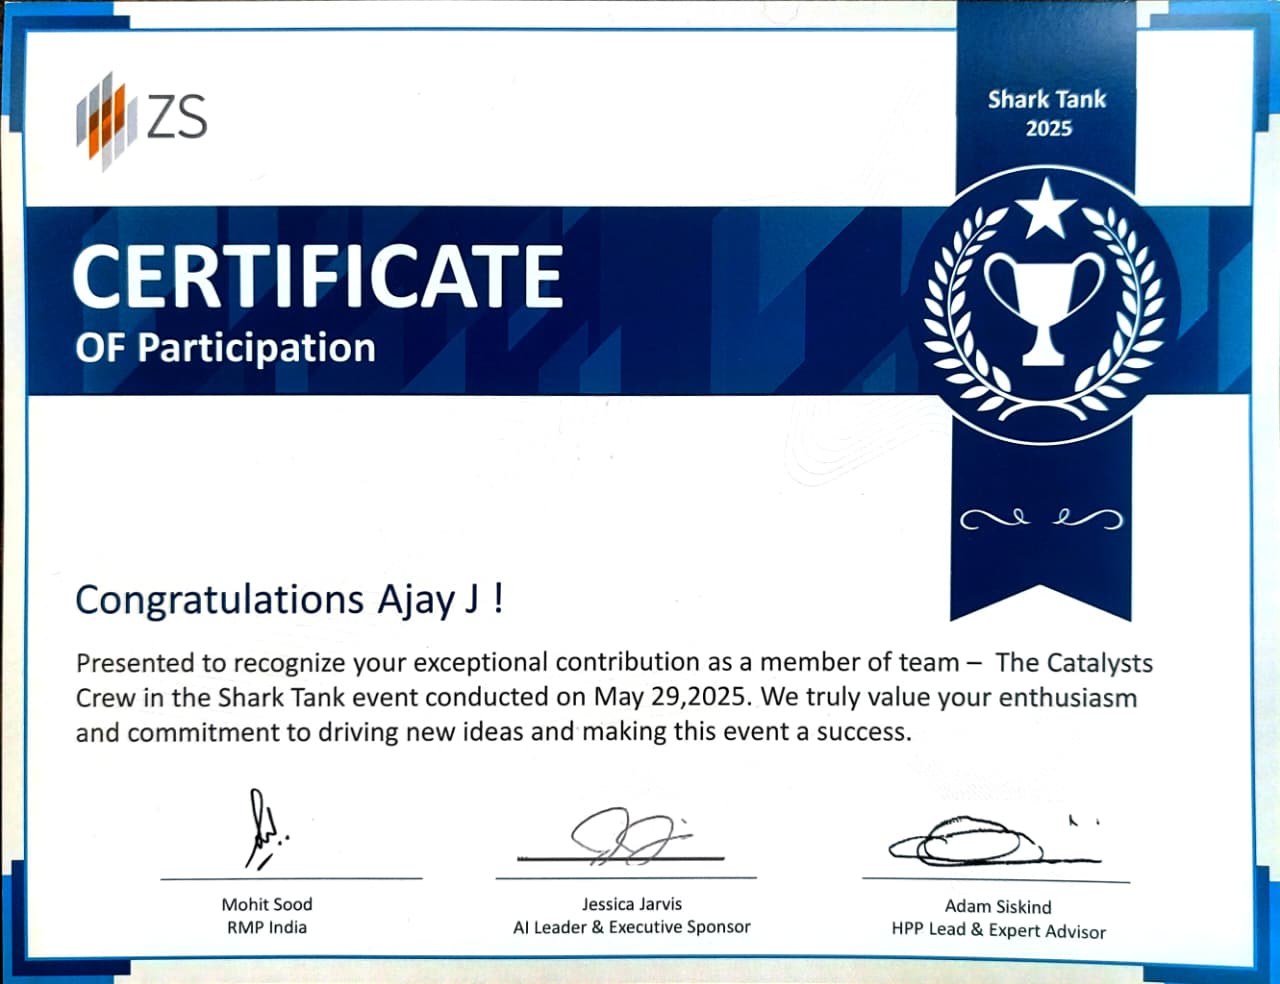 ZS
Shark Tank
2025
CERTIFICATE
OF Participation
Congratulations Ajay J !
Presented to recognize your exceptional contribution as a member of team – The Catalysts
Crew in the Shark Tank event conducted on May 29,2025. We truly value your enthusiasm
and commitment to driving new ideas and making this event a success.
Mohit Sood
RMP India
Jessica Jarvis
AI Leader & Executive Sponsor
Adam Siskind
HPP Lead & Expert Advisor